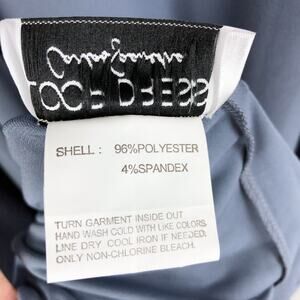 SHELL : 96%POLYESTER
4%SPANDEX
TURN GARMENT INSIDE OUT
HAND WASH COLD WITH LIKE COLORS.
LINE DRY. COOL IRON IF NEEDED.
ONLY NON-CHLORINE BLEACH.